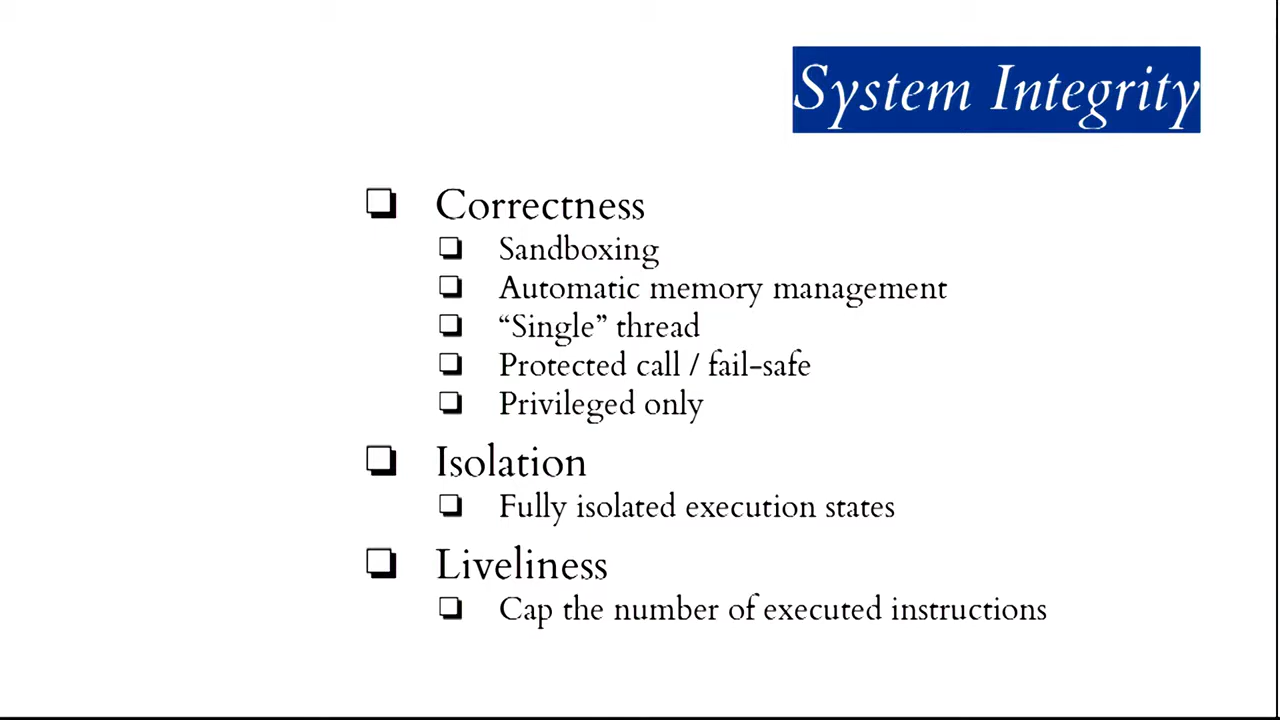 System Integrity
Correctness
Sandboxing
Automatic memory management
“Single” thread
Protected call / fail-safe
Privileged only
Isolation
Fully isolated execution states
Liveliness
Cap the number of executed instructions